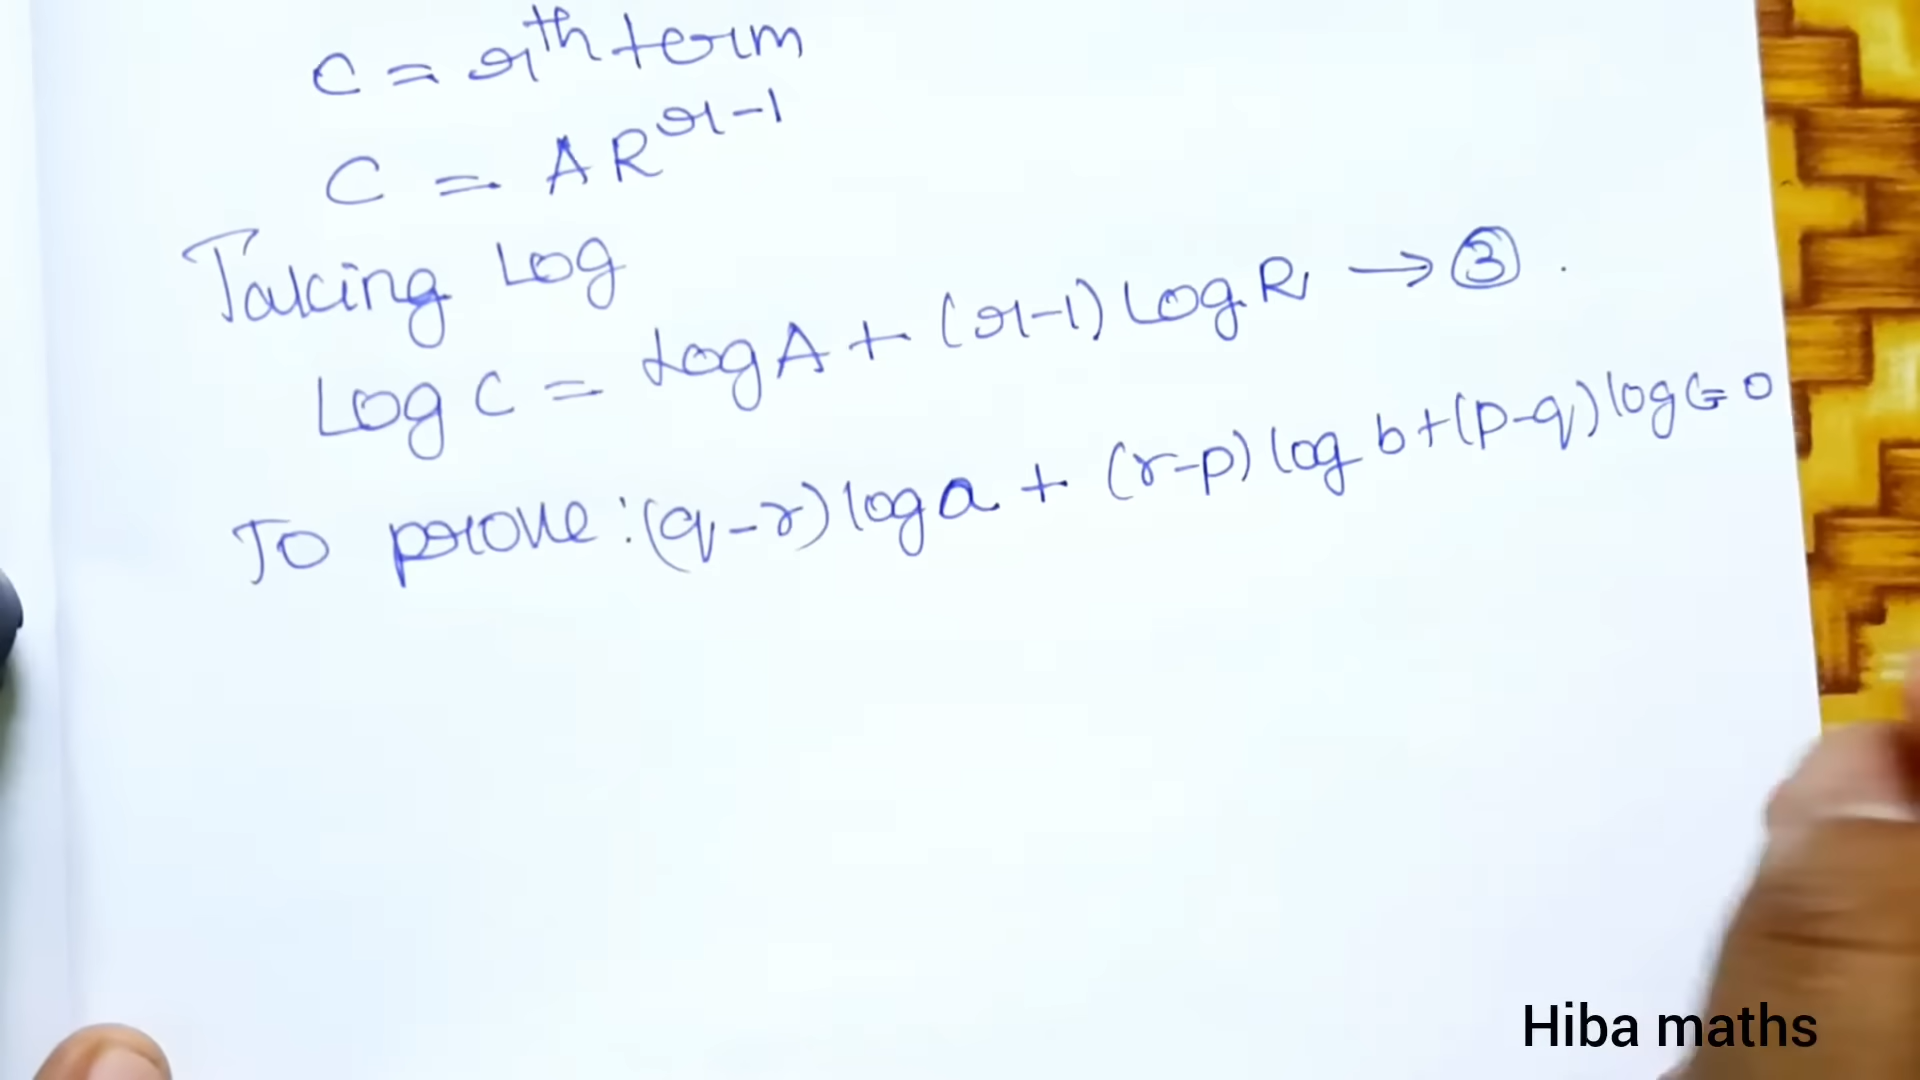 C = rth term
C = AR^r-1
Taking Log
Log C = Log A + (r-1) Log R → ③.
To prove: (q-r) log a + (r-p) log b + (p-q) log c = 0
Hiba maths